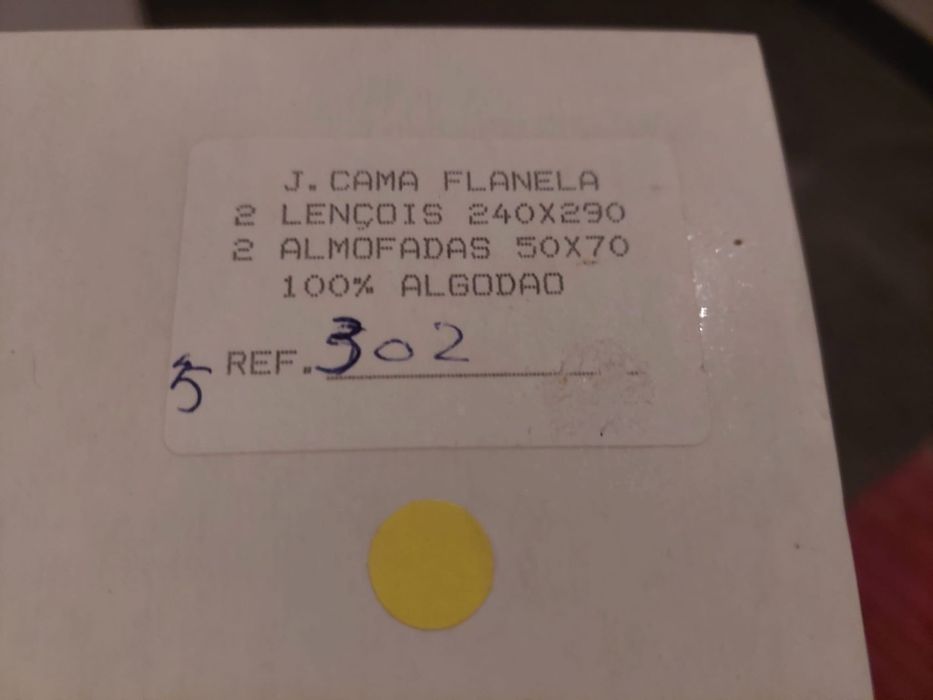 J. CAMA FLANELA
2 LENÇOIS 240X290
2 ALMOFADAS 50X70
100% ALGODAO
REF. 302
5